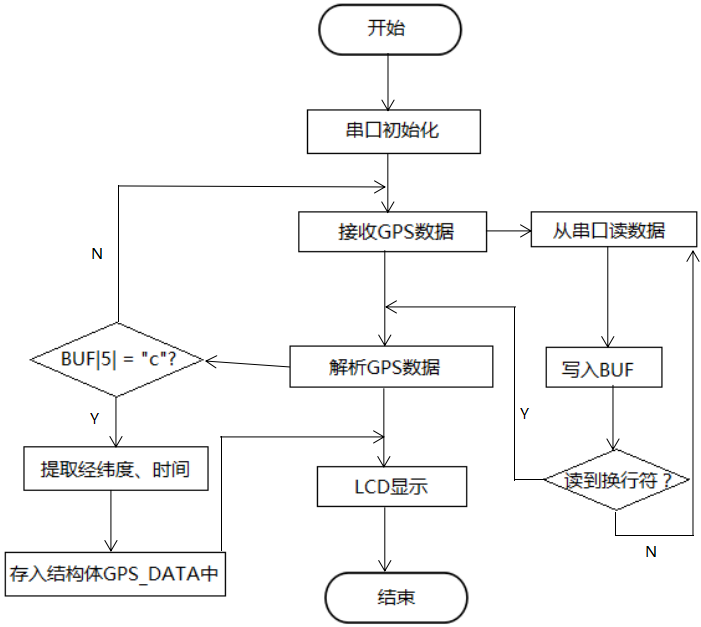 开始
串口初始化
接收GPS数据
从串口读数据
N
BUF|5| = "c"?
解析GPS数据
写入BUF
Y
Y
提取经纬度、时间
LCD显示
读到换行符？
N
存入结构体GPS_DATA中
结束